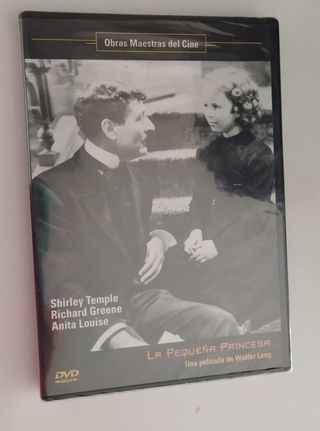 Obras Maestras del Cine
Shirley Temple
Richard Greene
Anita Louise
LA PEQUEÑA PRINCESA
Una película de Walter Lang
DVD